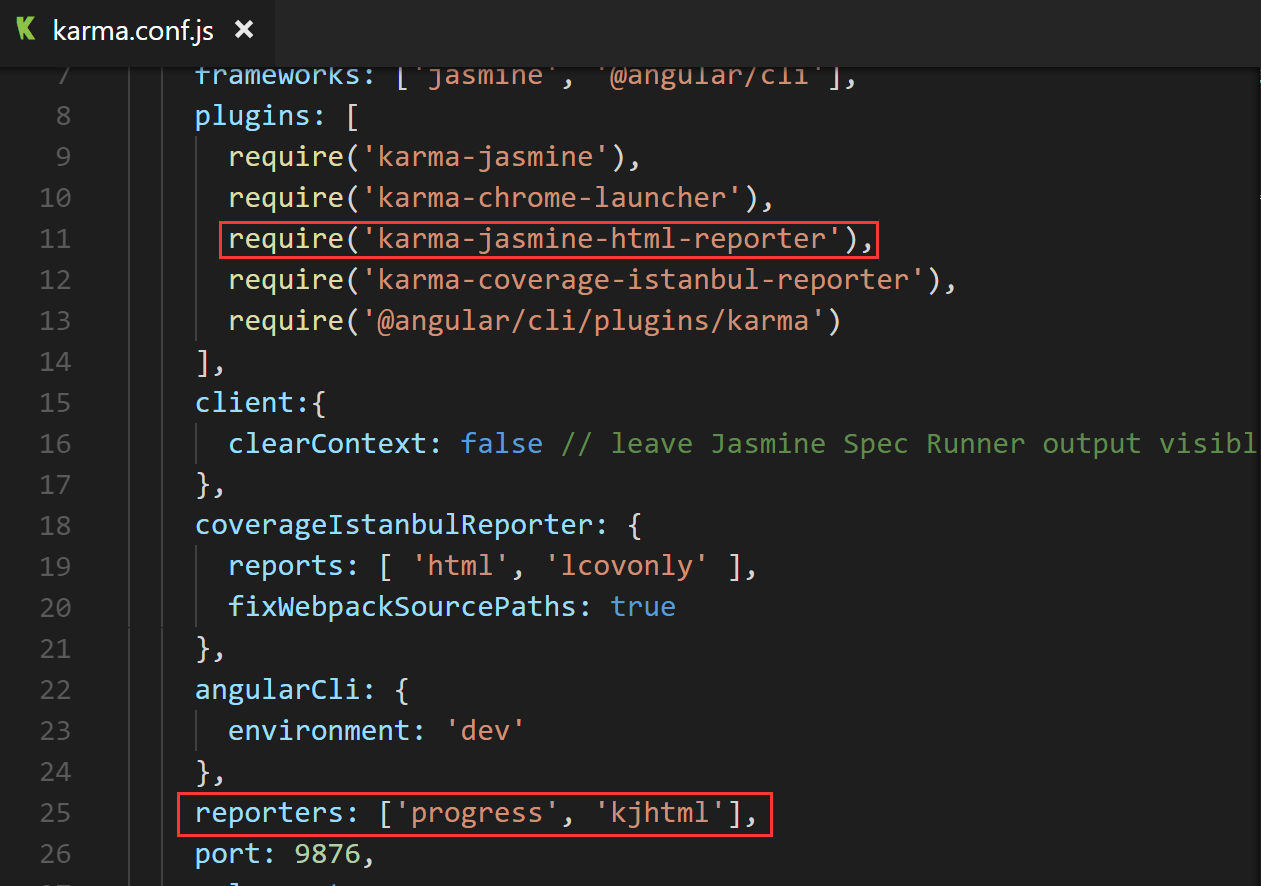 karma.conf.js ×
7 frameworks: ['jasmine', '@angular/cli'],
8 plugins: [
9 require('karma-jasmine'),
10 require('karma-chrome-launcher'),
11 require('karma-jasmine-html-reporter'),
12 require('karma-coverage-istanbul-reporter'),
13 require('@angular/cli/plugins/karma')
14 ],
15 client:{
16 clearContext: false // leave Jasmine Spec Runner output visibl
17 },
18 coverageIstanbulReporter: {
19 reports: [ 'html', 'lcovonly' ],
20 fixWebpackSourcePaths: true
21 },
22 angularCli: {
23 environment: 'dev'
24 },
25 reporters: ['progress', 'kjhtml'],
26 port: 9876,